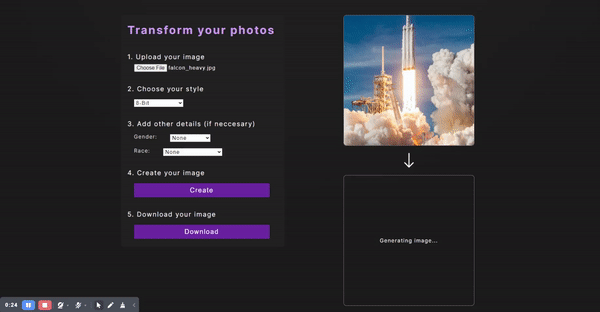 Transform your photos
1. Upload your image
Choose File falcon_heavy.jpg
2. Choose your style
8-Bit
3. Add other details (if neccesary)
Gender: None
Race: None
4. Create your image
Create
5. Download your image
Download
Generating image...
0:24